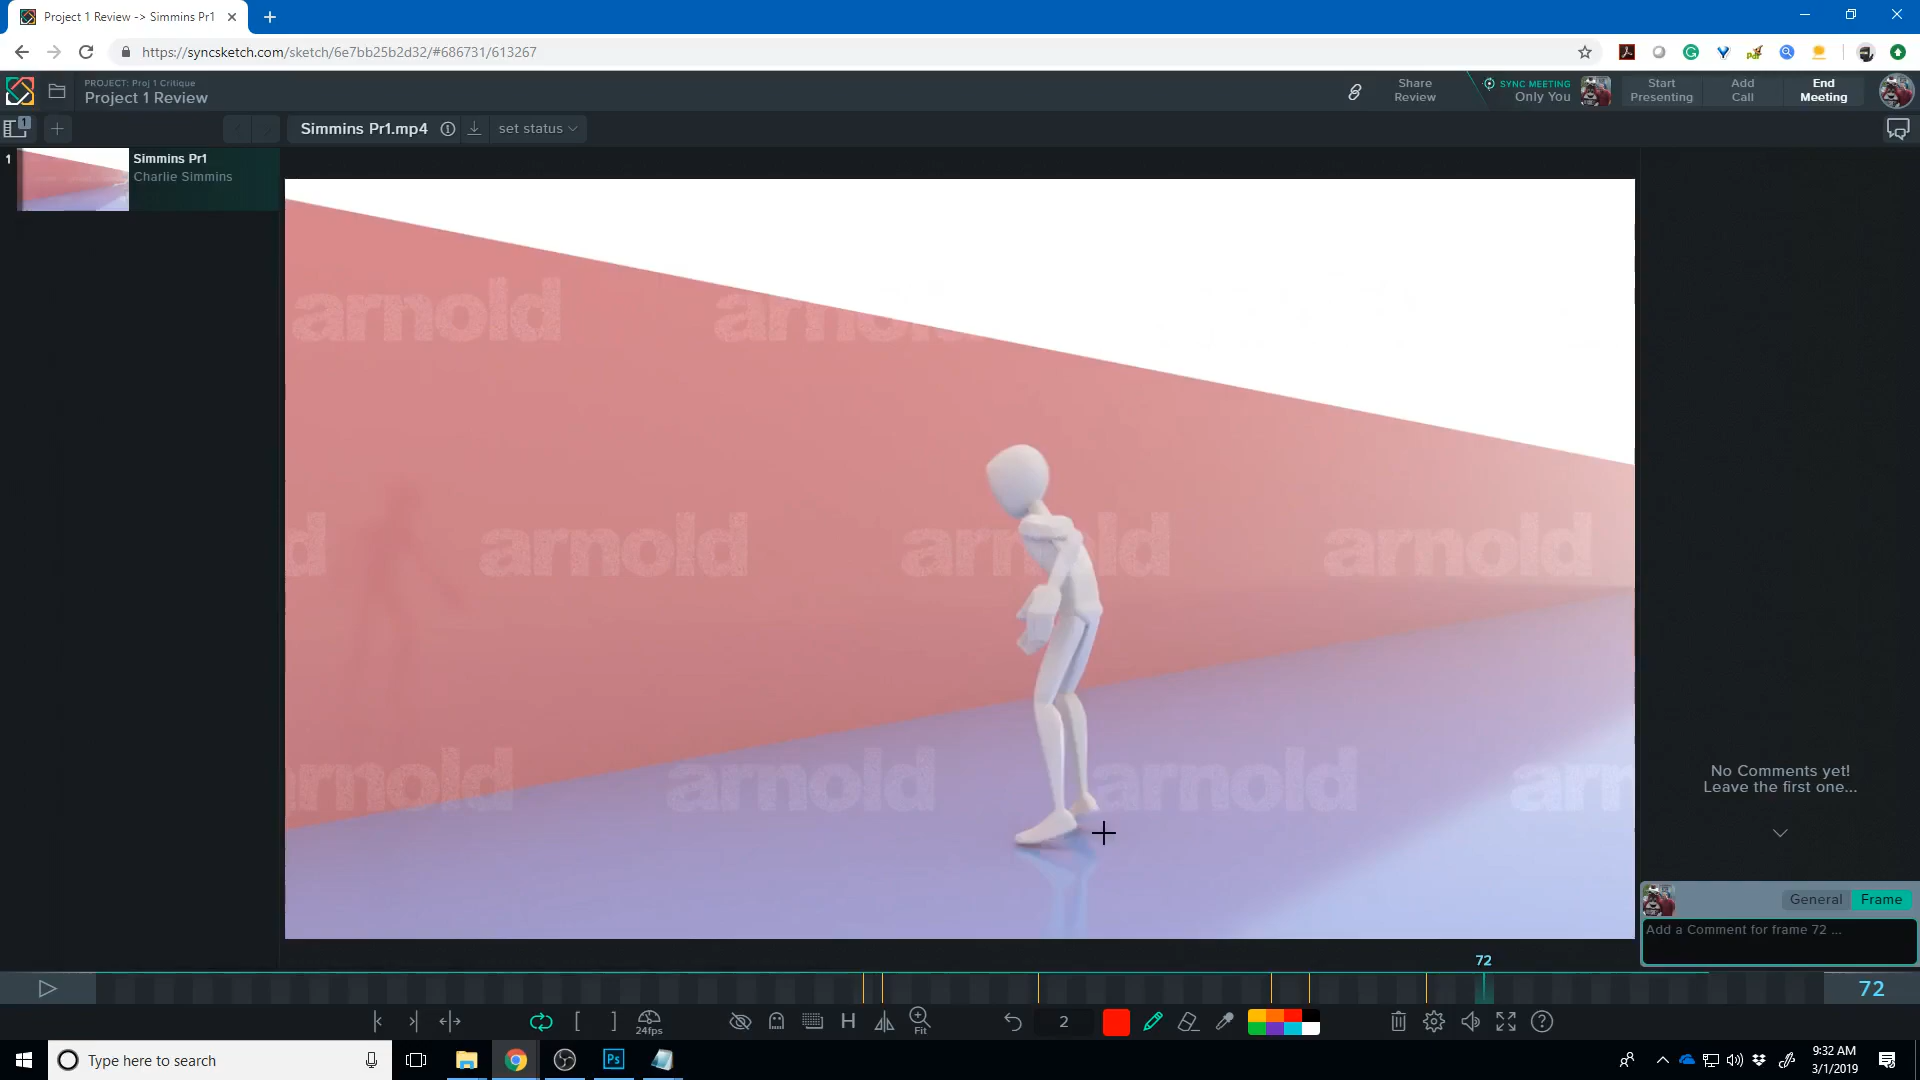 Project 1 Review -> Simmins Pr1
https://syncsketch.com/sketch/6e7bb25b2d32/#686731/613267
PROJECT: Proj 1 Critique
Project 1 Review
Share Review
SYNC MEETING
Only You
Start Presenting
Add Call
End Meeting
1
Simmins Pr1.mp4
set status
1
Simmins Pr1
Charlie Simmins
arnold
arnold
d
arnold
arnold
arnold
arnold
arnold
arnold
arn
No Comments yet!
Leave the first one...
General
Frame
Add a Comment for frame 72 ...
72
72
24fps
H
Fit
2
Type here to search
Ps
9:32 AM
3/1/2019